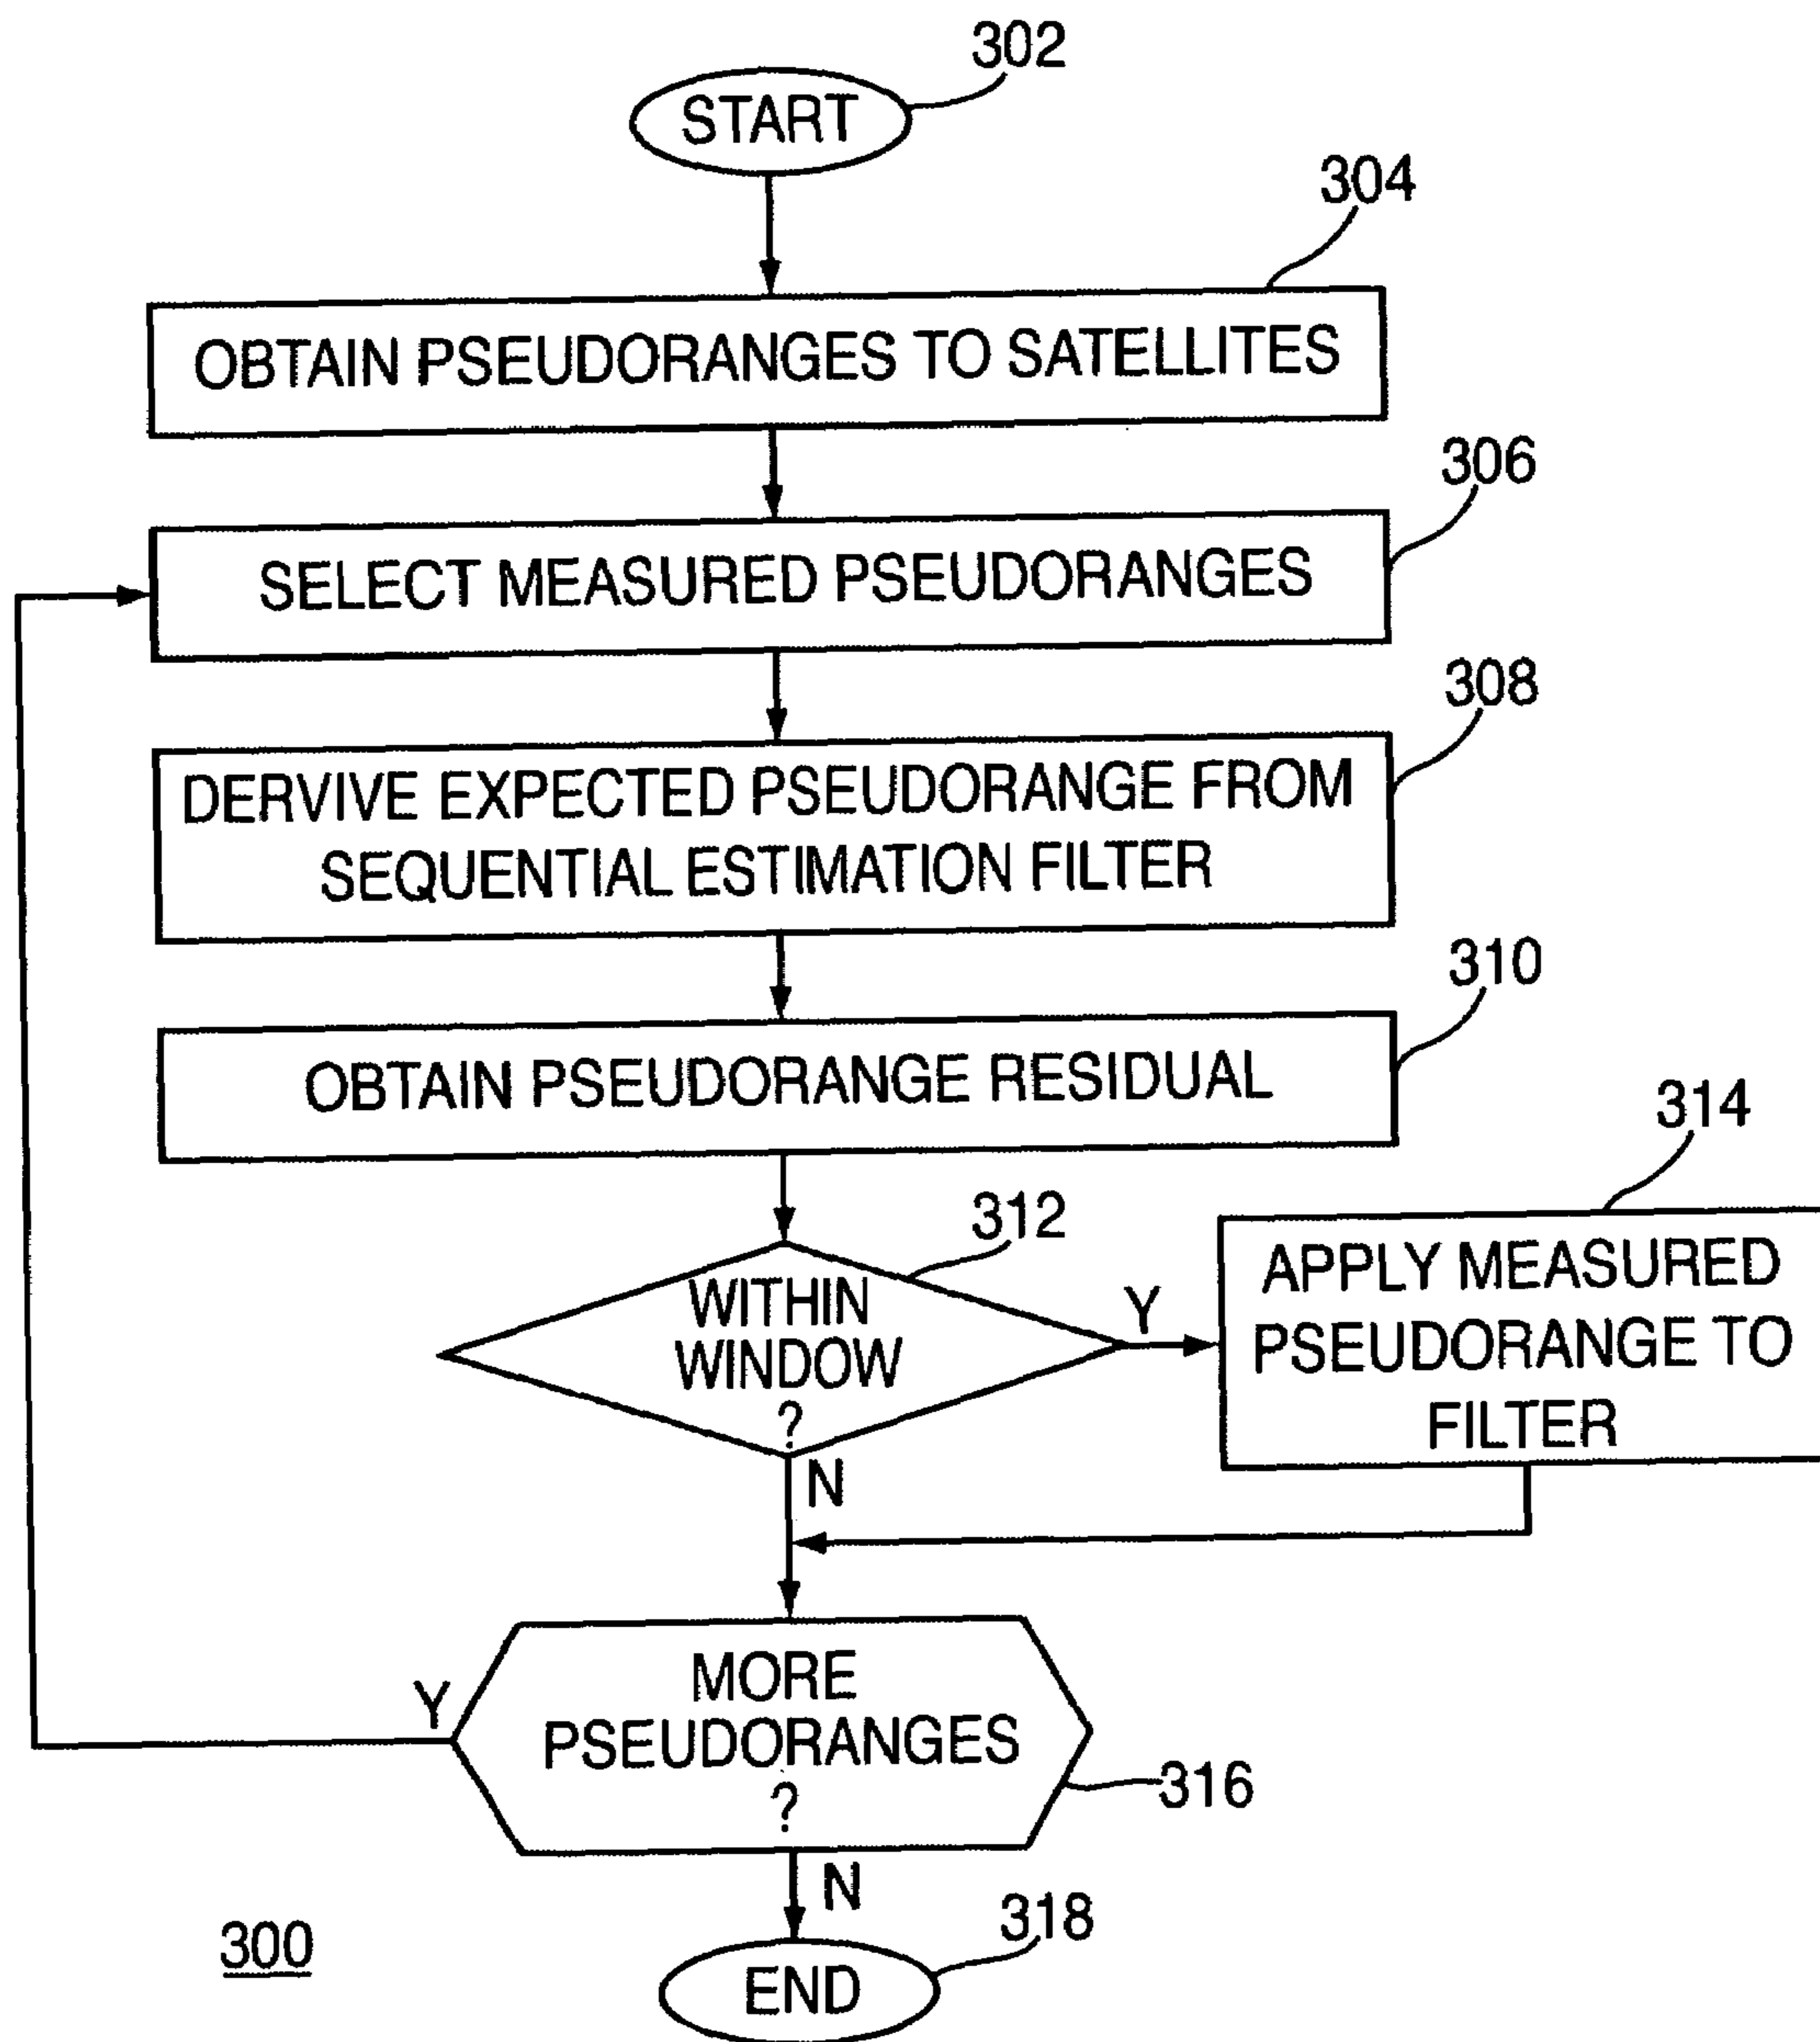 302
START
304
OBTAIN PSEUDORANGES TO SATELLITES
306
SELECT MEASURED PSEUDORANGES
308
DERVIVE EXPECTED PSEUDORANGE FROM
SEQUENTIAL ESTIMATION FILTER
310
OBTAIN PSEUDORANGE RESIDUAL
312
WITHIN
WINDOW
?
Y
N
314
APPLY MEASURED
PSEUDORANGE TO
FILTER
MORE
PSEUDORANGES
?
Y
316
N
318
END
300